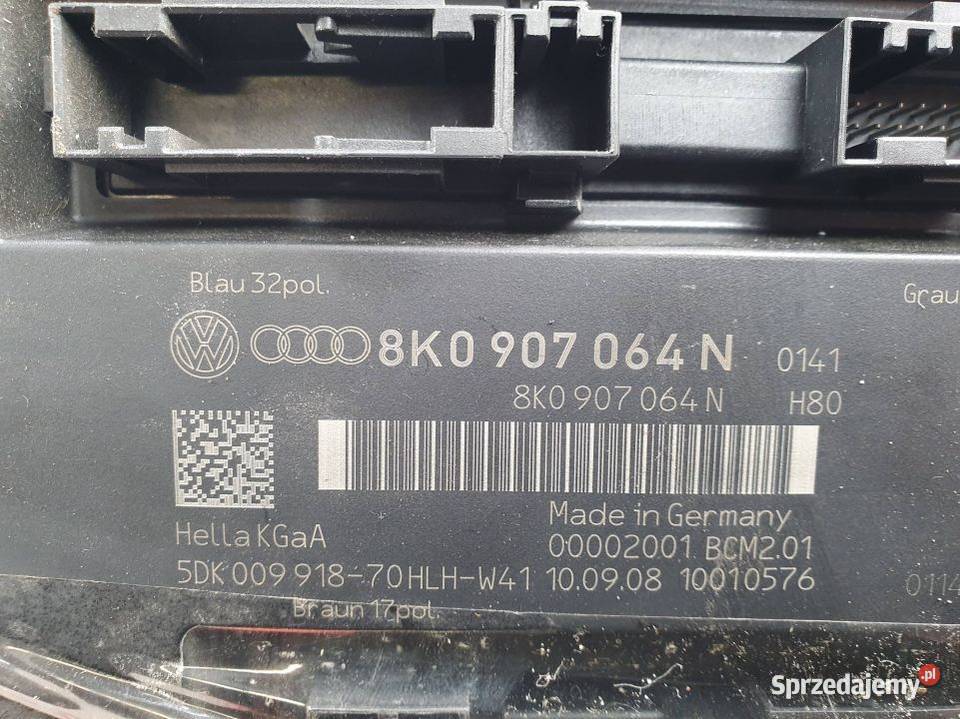 Blau 32pol.
Grau
8K0 907 064 N 0141
8K0 907 064 N H80
Made in Germany
Hella KGaA
00002001 BCM2.01
5DK 009 918-70 HLH-W41 10.09.08 10010576
0114
Braun 17pol.
Sprzedajemy.pl